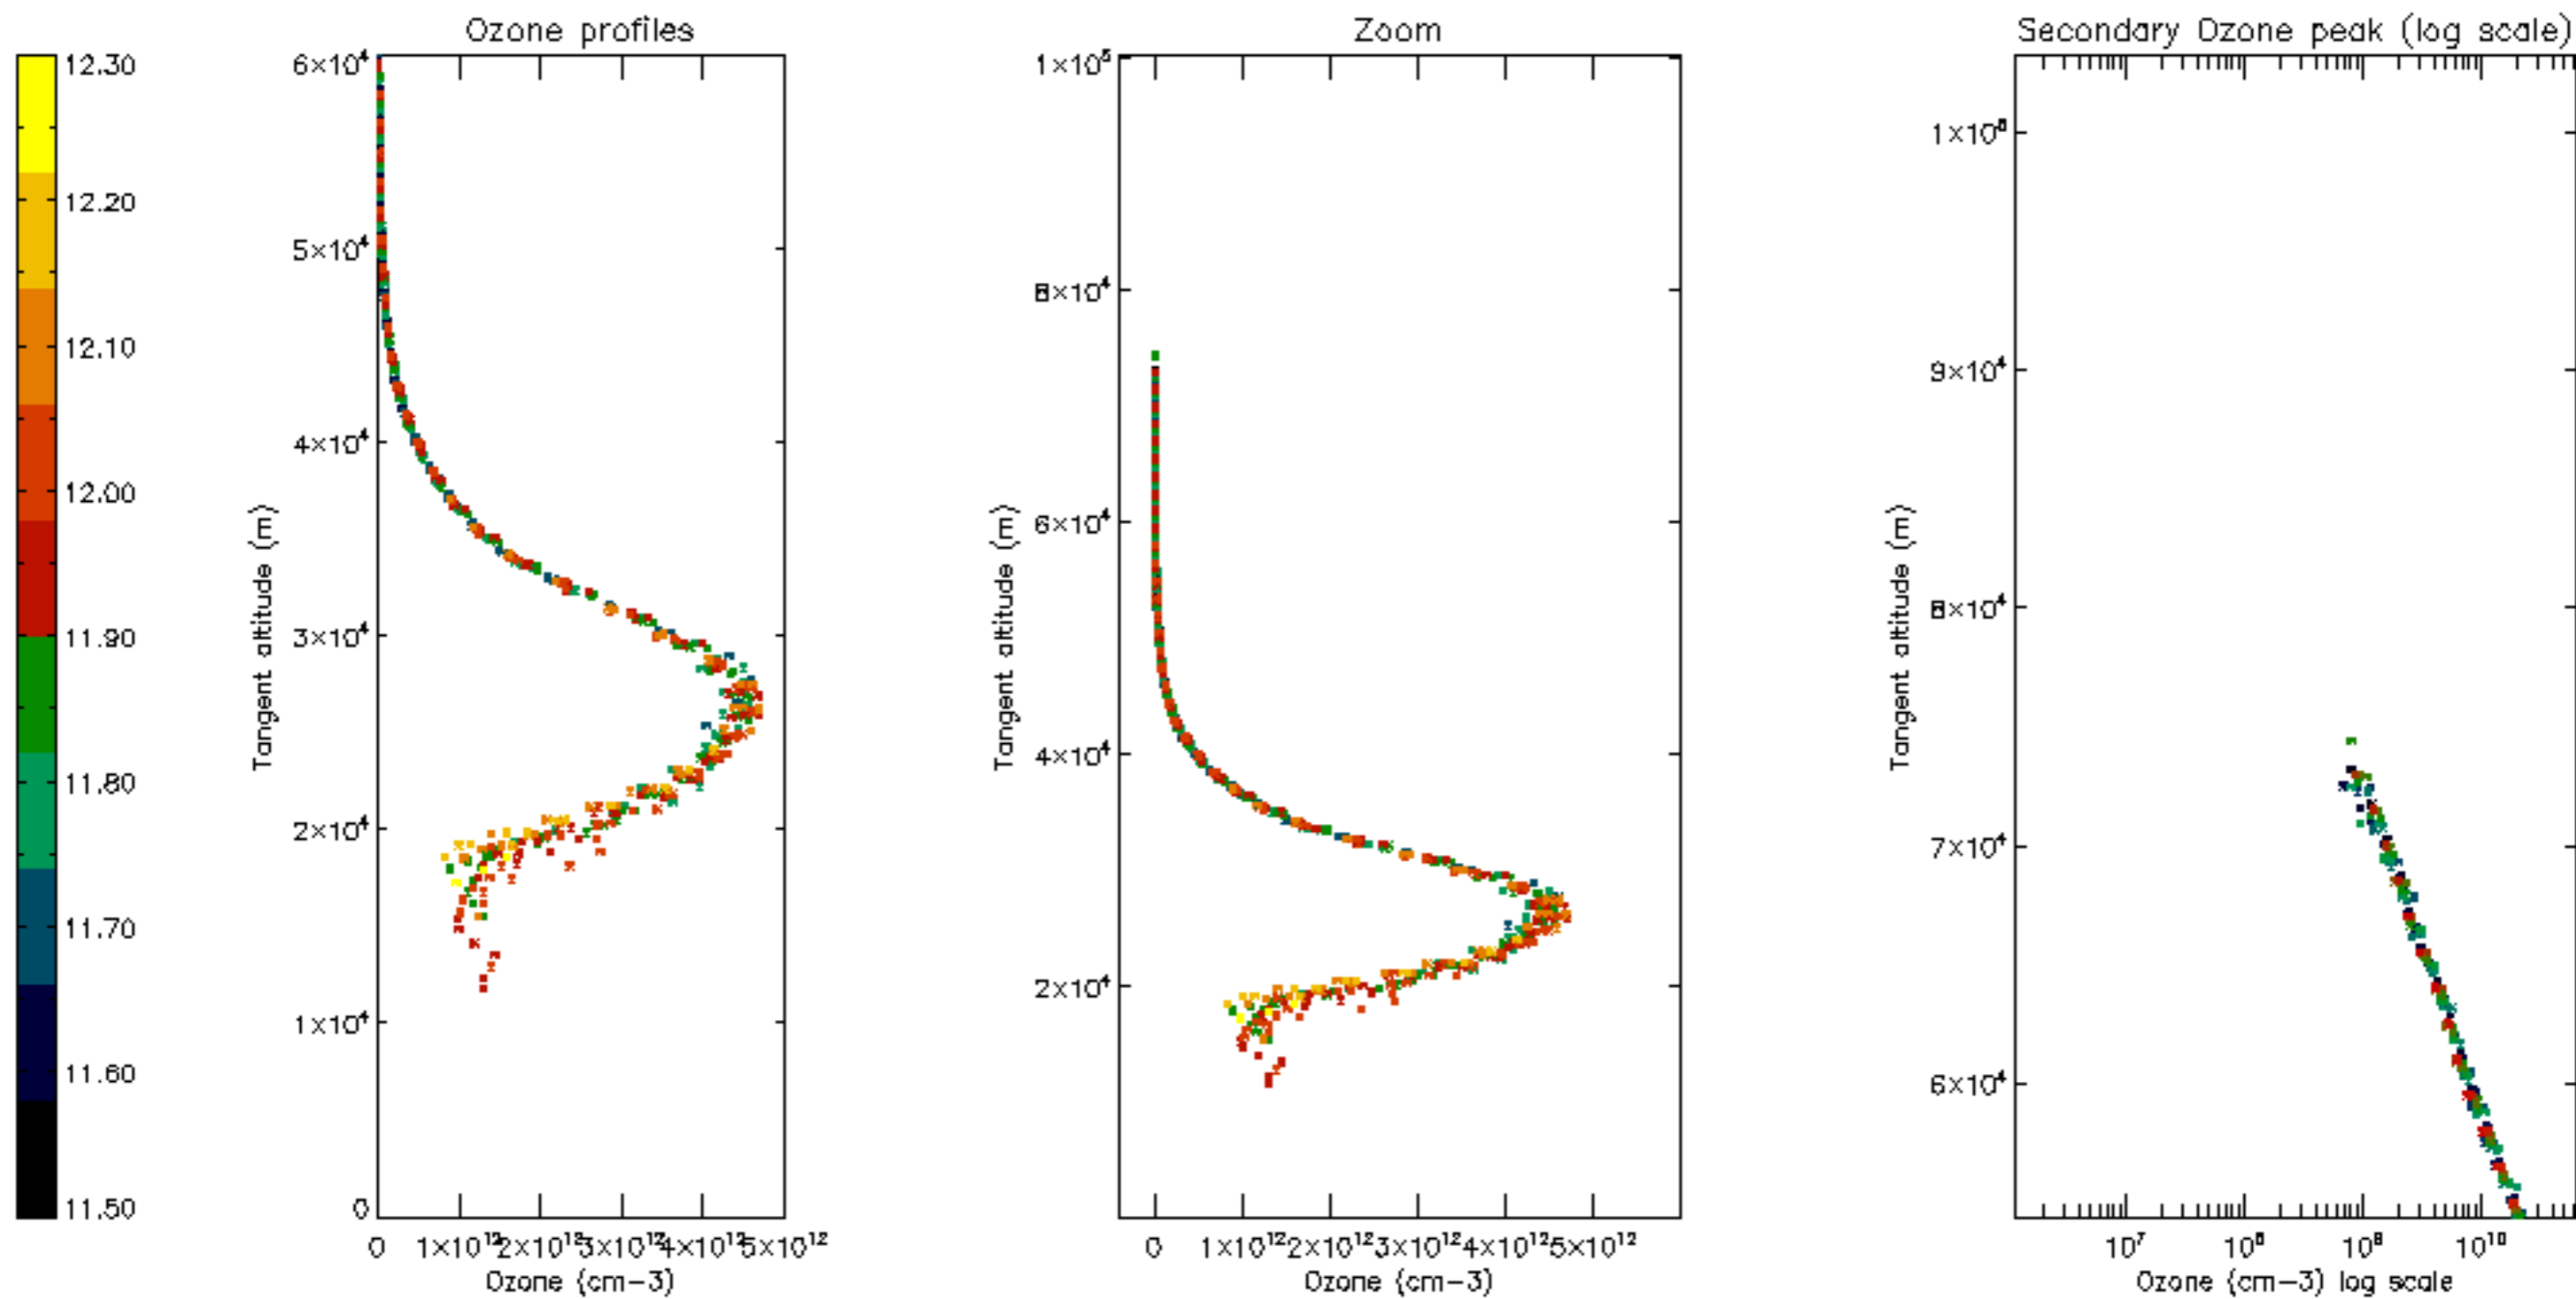 Ozone profiles
Zoom
Secondary Ozone peak (log scale)
12.30
12.20
12.10
12.00
11.90
11.80
11.70
11.60
11.50
6×10⁴
5×10⁴
4×10⁴
3×10⁴
2×10⁴
1×10⁴
0
Tangent altitude (m)
0 1×10¹² 2×10¹² 3×10¹² 4×10¹² 5×10¹²
Ozone (cm-3)
1×10⁵
8×10⁴
6×10⁴
4×10⁴
2×10⁴
Tangent altitude (m)
0 1×10¹² 2×10¹² 3×10¹² 4×10¹² 5×10¹²
Ozone (cm-3)
9×10⁴
8×10⁴
7×10⁴
6×10⁴
Tangent altitude (m)
10⁷ 10⁸ 10⁹ 10¹⁰
Ozone (cm-3) log scale